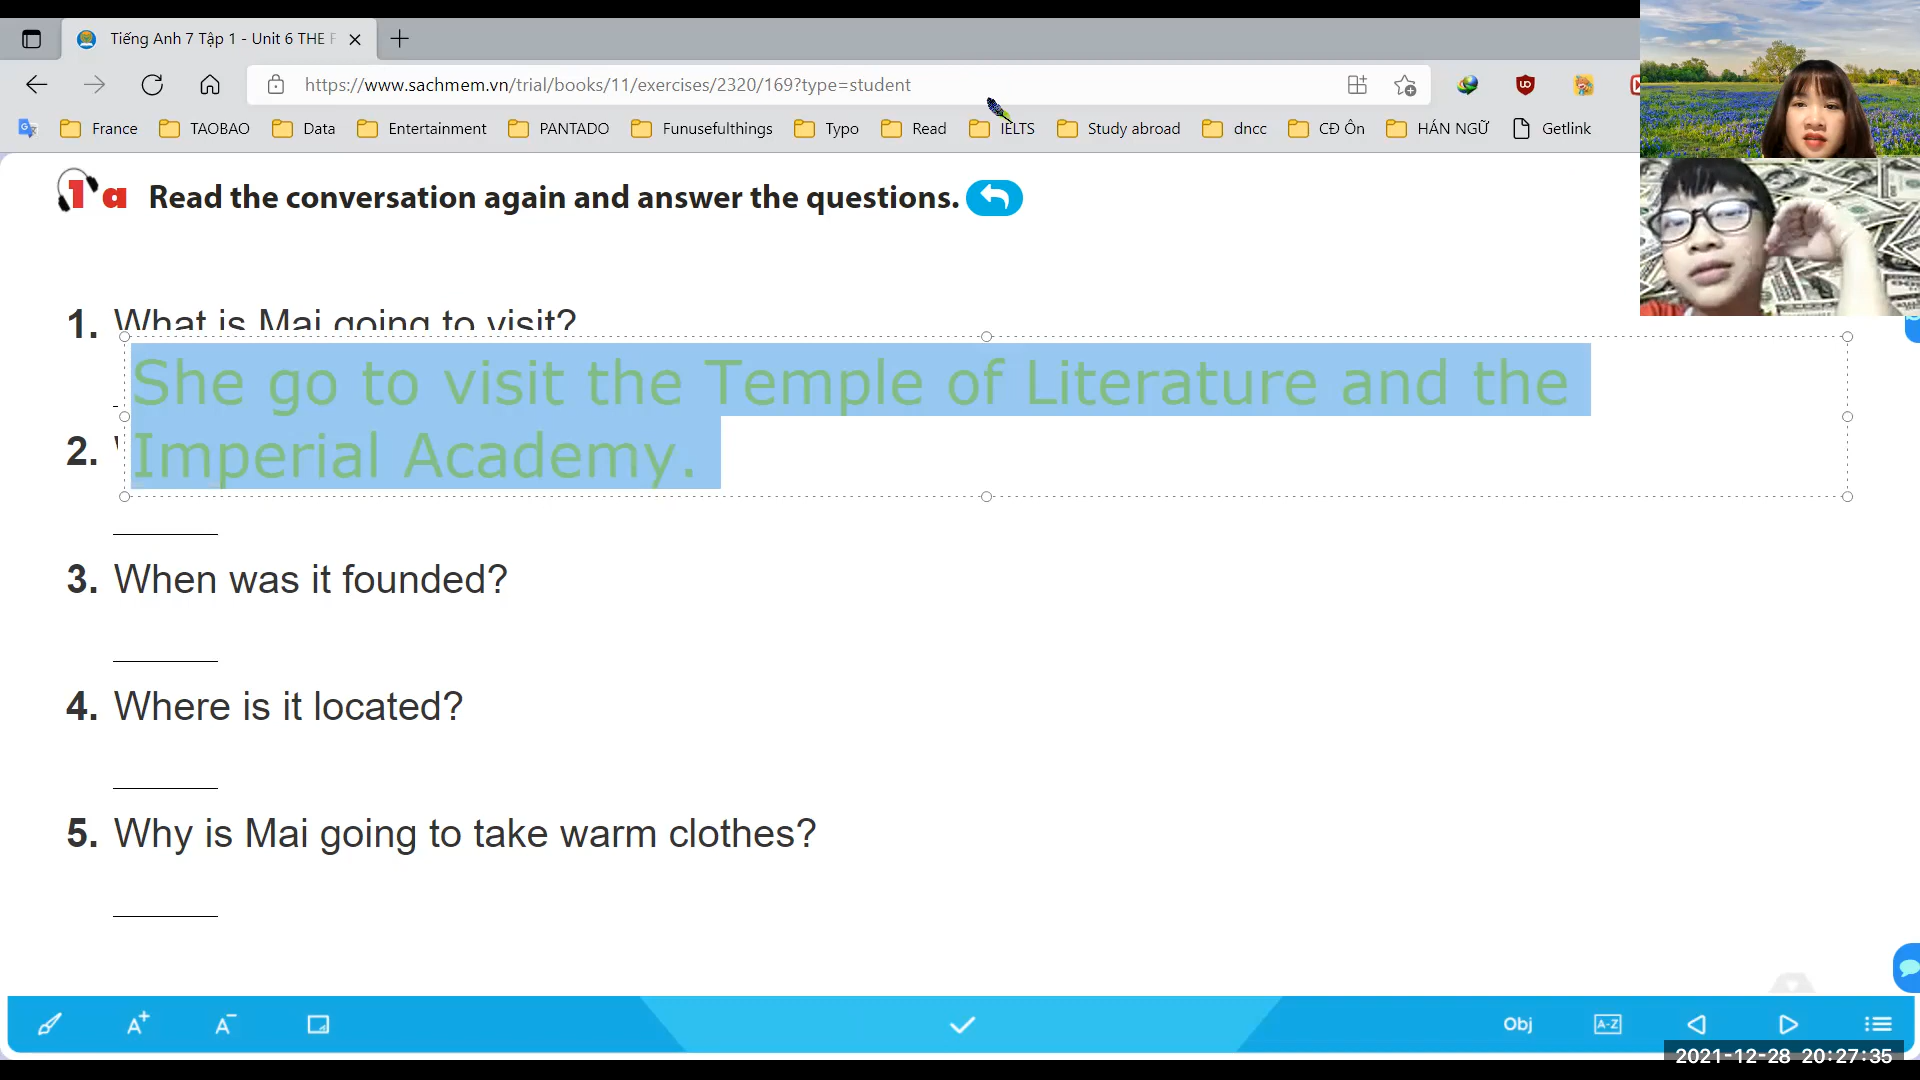 Tiếng Anh 7 Tập 1 - Unit 6 THE
https://www.sachmem.vn/trial/books/11/exercises/2320/169?type=student
France TAOBAO Data Entertainment PANTADO Funusefulthings Typo Read IELTS Study abroad dncc CĐ Ôn HÁN NGỮ Getlink
1 a Read the conversation again and answer the questions.
1. What is Mai going to visit?
She go to visit the Temple of Literature and the
Imperial Academy.
2.
3. When was it founded?
4. Where is it located?
5. Why is Mai going to take warm clothes?
A+ A- Obj A-Z
2021-12-28 20:27:35